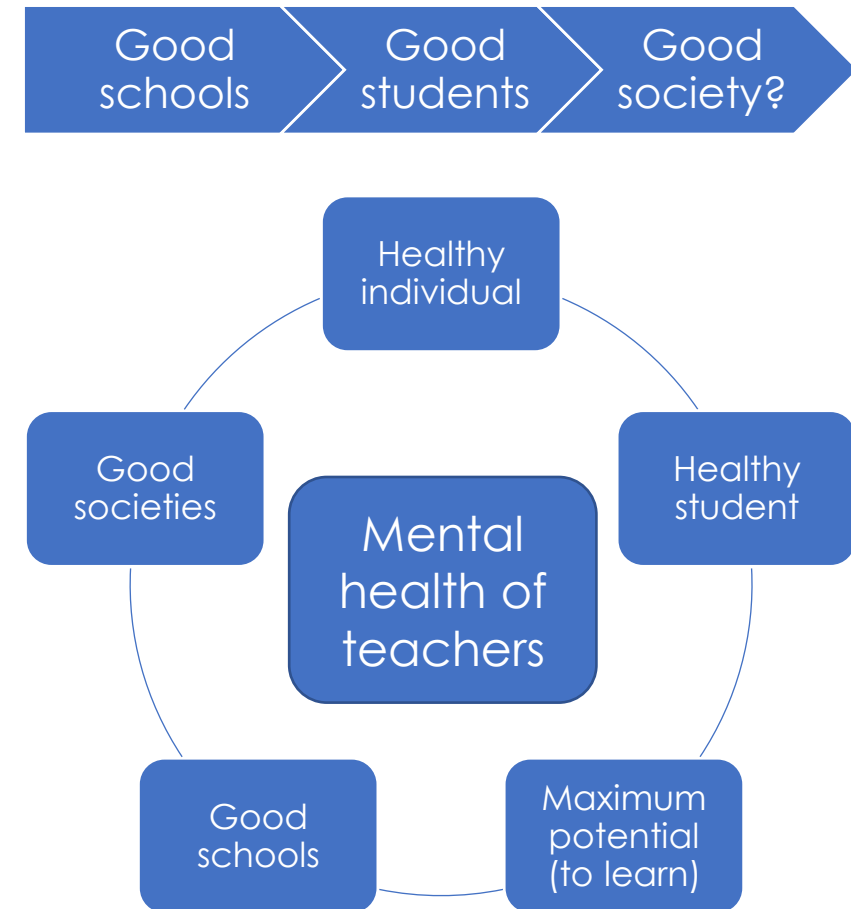 Good
schools
Good
students
Good
society?
Healthy
individual
Good
societies
Healthy
student
Mental
health of
teachers
Good
schools
Maximum
potential
(to learn)